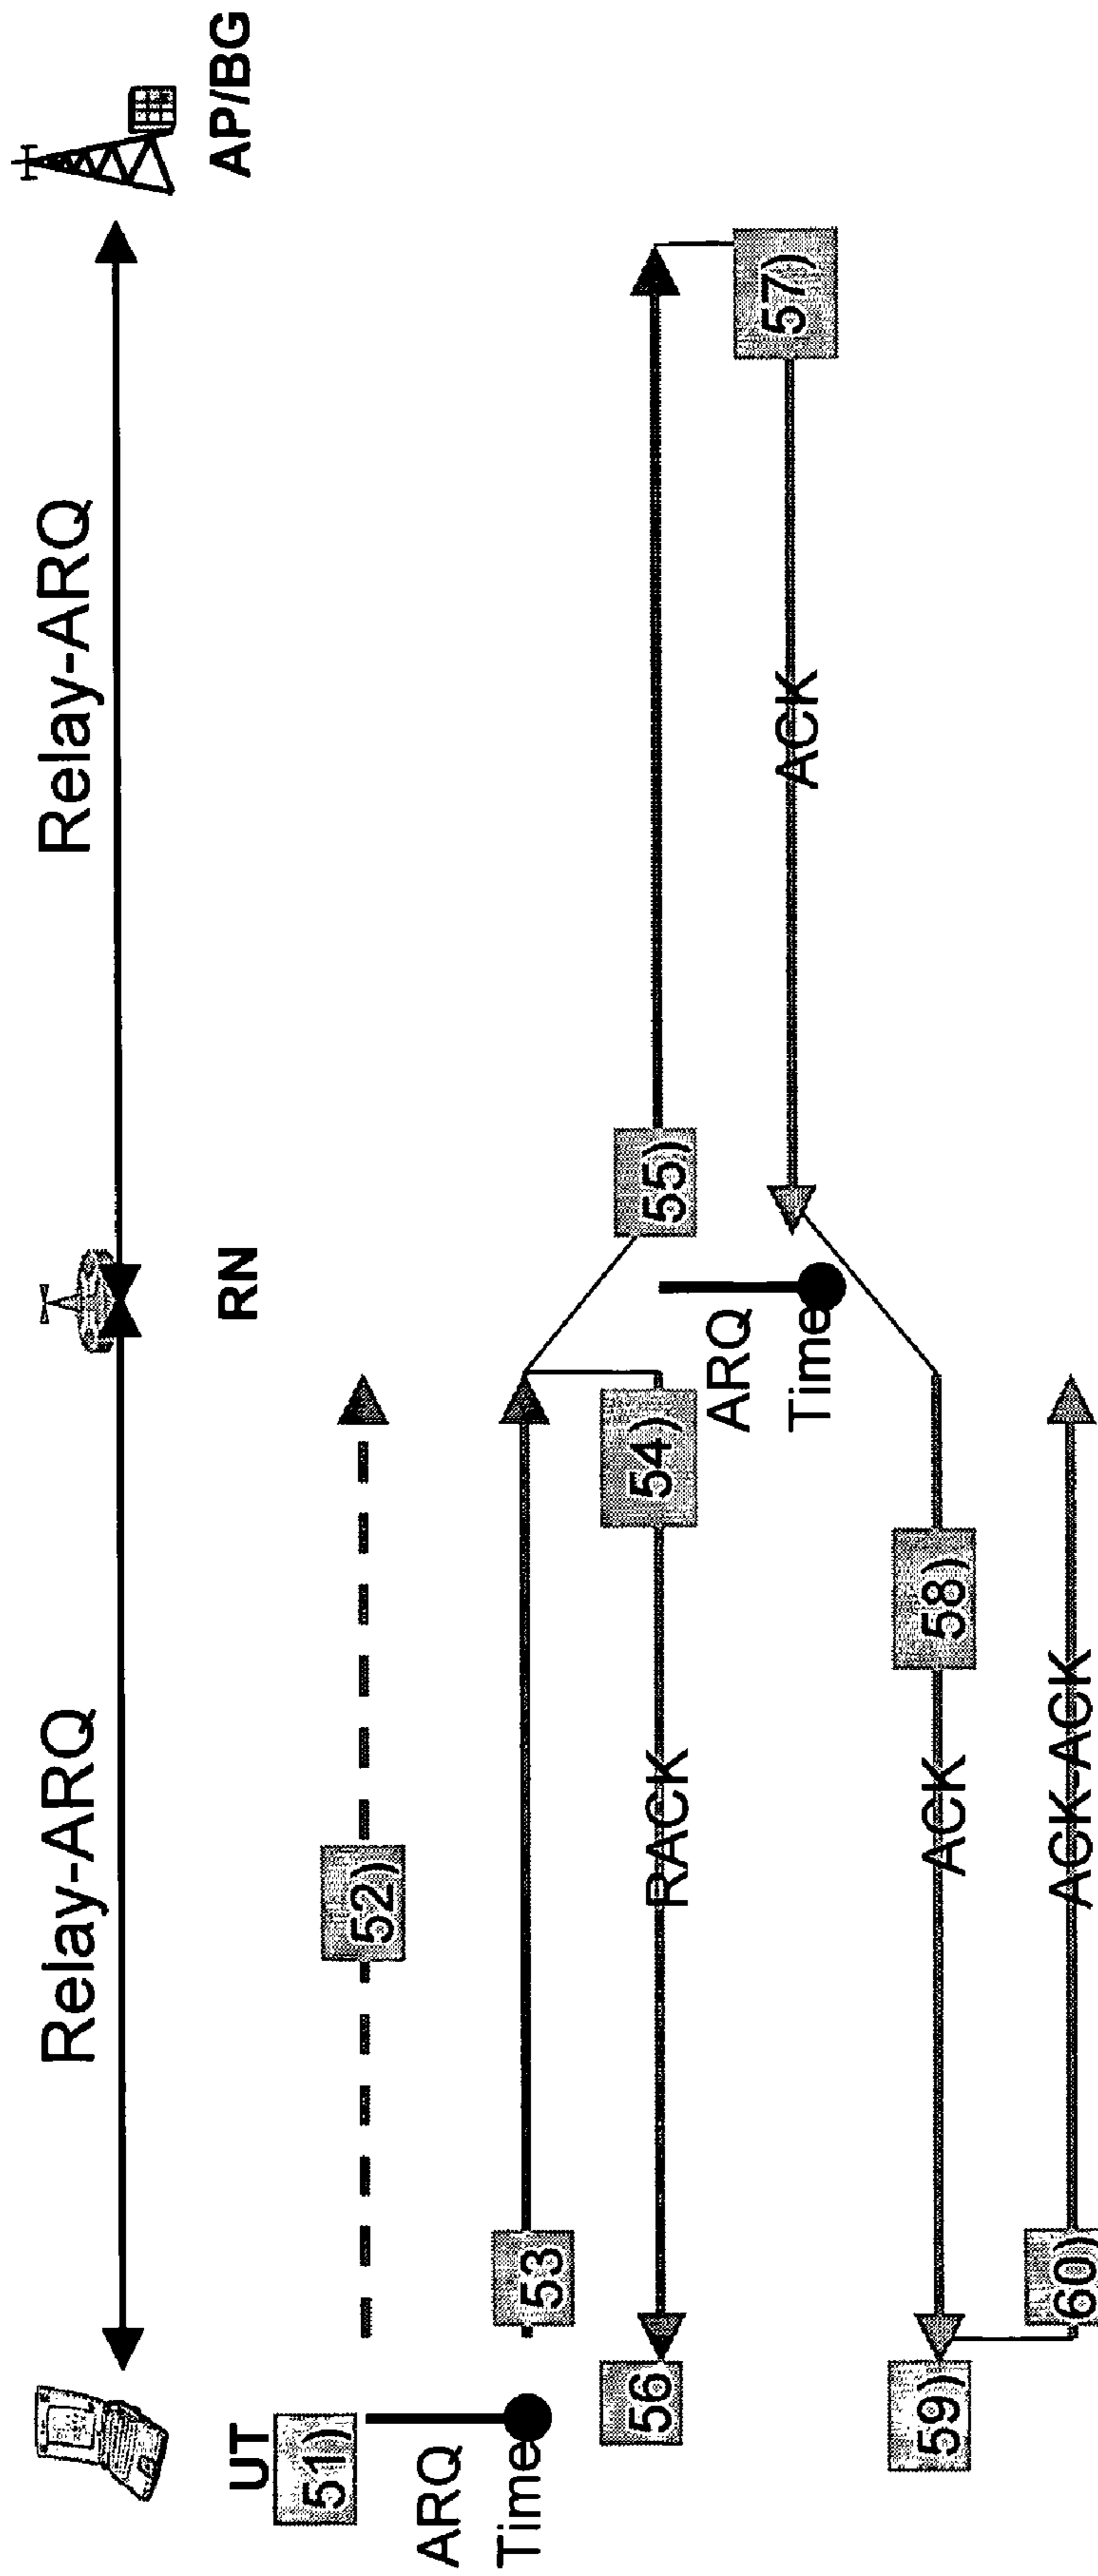 Relay-ARQ
Relay-ARQ
UT
RN
AP/BG
51)
52)
ARQ
Time
53
54)
55)
56
RACK
ARQ
Time
57)
ACK
58)
59)
ACK
60)
ACK-ACK